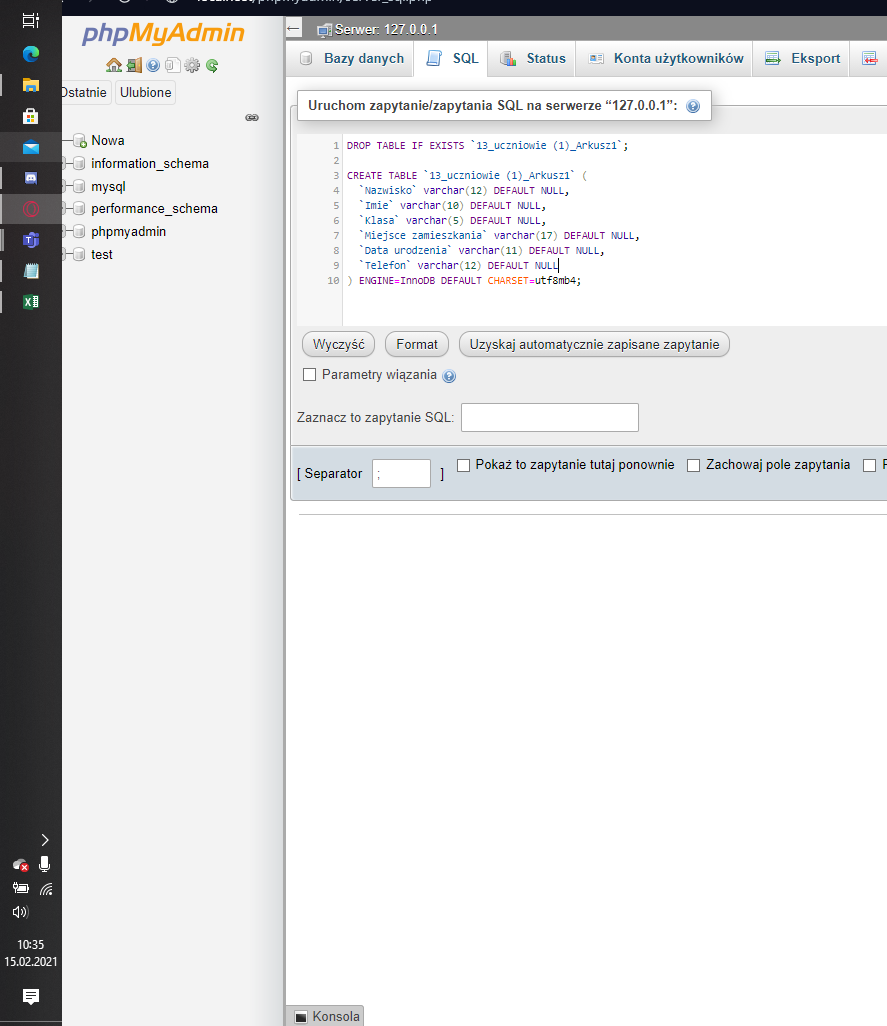 phpMyAdmin
Ostatnie Ulubione
Nowa
information_schema
mysql
performance_schema
phpmyadmin
test
Serwer: 127.0.0.1
Bazy danych SQL Status Konta użytkowników Eksport
Uruchom zapytanie/zapytania SQL na serwerze “127.0.0.1”:
1 DROP TABLE IF EXISTS `13_uczniowie (1)_Arkusz1`;
2
3 CREATE TABLE `13_uczniowie (1)_Arkusz1` (
4 `Nazwisko` varchar(12) DEFAULT NULL,
5 `Imie` varchar(10) DEFAULT NULL,
6 `Klasa` varchar(5) DEFAULT NULL,
7 `Miejsce zamieszkania` varchar(17) DEFAULT NULL,
8 `Data urodzenia` varchar(11) DEFAULT NULL,
9 `Telefon` varchar(12) DEFAULT NULL
10 ) ENGINE=InnoDB DEFAULT CHARSET=utf8mb4;
Wyczyść Format Uzyskaj automatycznie zapisane zapytanie
Parametry wiązania
Zaznacz to zapytanie SQL:
[ Separator ; ] Pokaż to zapytanie tutaj ponownie Zachowaj pole zapytania
Konsola
10:35
15.02.2021